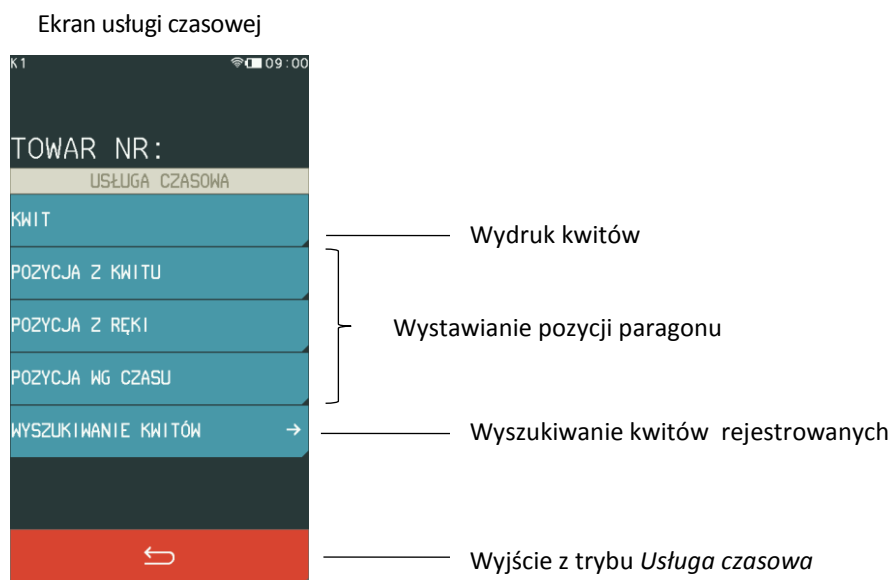 Ekran usługi czasowej
K1 09:00
TOWAR NR:
USŁUGA CZASOWA
KWIT
Wydruk kwitów
POZYCJA Z KWITU
POZYCJA Z RĘKI
Wystawianie pozycji paragonu
POZYCJA WG CZASU
WYSZUKIWANIE KWITÓW →
Wyszukiwanie kwitów rejestrowanych
Wyjście z trybu Usługa czasowa